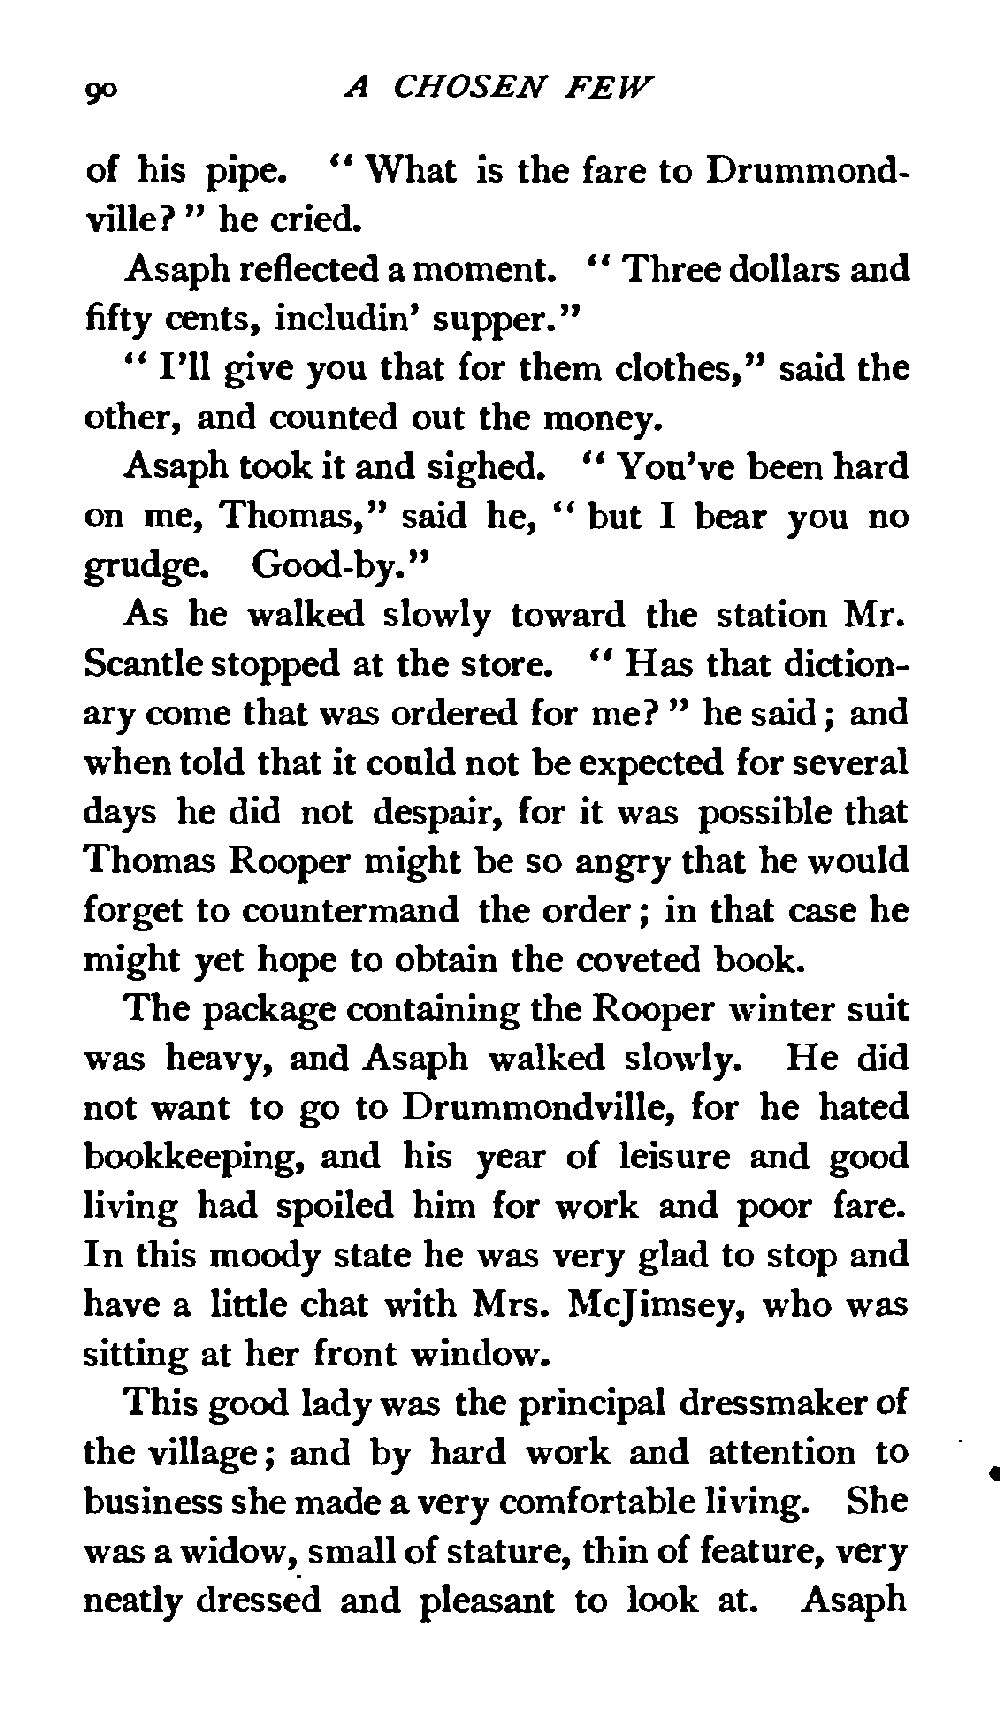 90 A CHOSEN FEW
of his pipe. “What is the fare to Drummond-
ville?” he cried.
Asaph reflected a moment. “Three dollars and
fifty cents, includin’ supper.”
“I’ll give you that for them clothes,” said the
other, and counted out the money.
Asaph took it and sighed. “You’ve been hard
on me, Thomas,” said he, “but I bear you no
grudge. Good-by.”
As he walked slowly toward the station Mr.
Scantle stopped at the store. “Has that diction-
ary come that was ordered for me?” he said; and
when told that it could not be expected for several
days he did not despair, for it was possible that
Thomas Rooper might be so angry that he would
forget to countermand the order; in that case he
might yet hope to obtain the coveted book.
The package containing the Rooper winter suit
was heavy, and Asaph walked slowly. He did
not want to go to Drummondville, for he hated
bookkeeping, and his year of leisure and good
living had spoiled him for work and poor fare.
In this moody state he was very glad to stop and
have a little chat with Mrs. McJimsey, who was
sitting at her front window.
This good lady was the principal dressmaker of
the village; and by hard work and attention to
business she made a very comfortable living. She
was a widow, small of stature, thin of feature, very
neatly dressed and pleasant to look at. Asaph